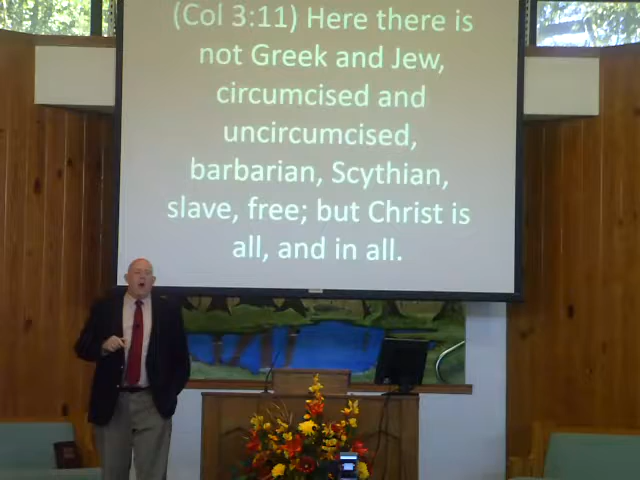 (Col 3:11) Here there is
not Greek and Jew,
circumcised and
uncircumcised,
barbarian, Scythian,
slave, free; but Christ is
all, and in all.